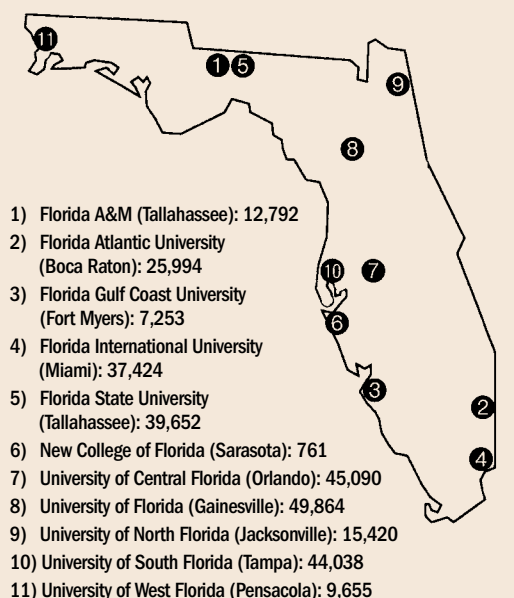 11
1
5
9
8
10
7
6
3
2
4
1) Florida A&M (Tallahassee): 12,792
2) Florida Atlantic University
(Boca Raton): 25,994
3) Florida Gulf Coast University
(Fort Myers): 7,253
4) Florida International University
(Miami): 37,424
5) Florida State University
(Tallahassee): 39,652
6) New College of Florida (Sarasota): 761
7) University of Central Florida (Orlando): 45,090
8) University of Florida (Gainesville): 49,864
9) University of North Florida (Jacksonville): 15,420
10) University of South Florida (Tampa): 44,038
11) University of West Florida (Pensacola): 9,655